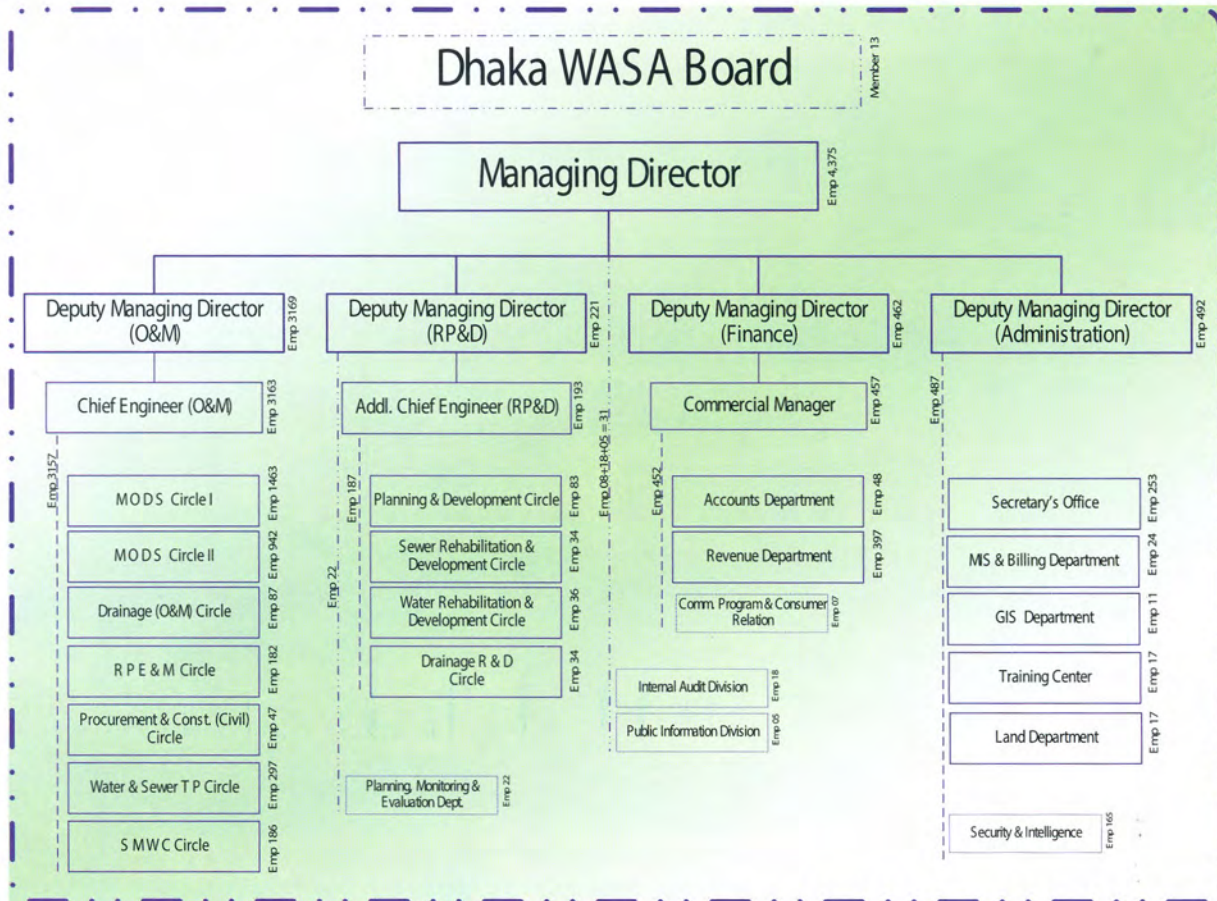 Dhaka WASA Board
Member 13
Managing Director
Emp 4,375
Deputy Managing Director
(O&M)
Emp 3169
Deputy Managing Director
(RP&D)
Emp 221
Deputy Managing Director
(Finance)
Emp 462
Deputy Managing Director
(Administration)
Emp 492
Chief Engineer (O&M)
Emp 3163
Emp 3157
MODS Circle I
Emp 1463
MODS Circle II
Emp 942
Drainage (O&M) Circle
Emp 87
R P E & M Circle
Emp 182
Procurement & Const. (Civil)
Circle
Emp 47
Water & Sewer T P Circle
Emp 297
S MWC Circle
Emp 186
Addl. Chief Engineer (RP&D)
Emp 193
Emp 187
Emp 22
Planning & Development Circle
Emp 83
Sewer Rehabilitation &
Development Circle
Emp 34
Water Rehabilitation &
Development Circle
Emp 36
Drainage R & D
Circle
Emp 34
Planning, Monitoring &
Evaluation Dept.
Emp 22
Emp 08+18+05 = 31
Commercial Manager
Emp 457
Emp 452
Accounts Department
Emp 48
Revenue Department
Emp 397
Comm. Program & Consumer
Relation
Emp 07
Internal Audit Division
Emp 18
Public Information Division
Emp 05
Emp 487
Secretary's Office
Emp 253
MIS & Billing Department
Emp 24
GIS Department
Emp 11
Training Center
Emp 17
Land Department
Emp 17
Security & Intelligence
Emp 165